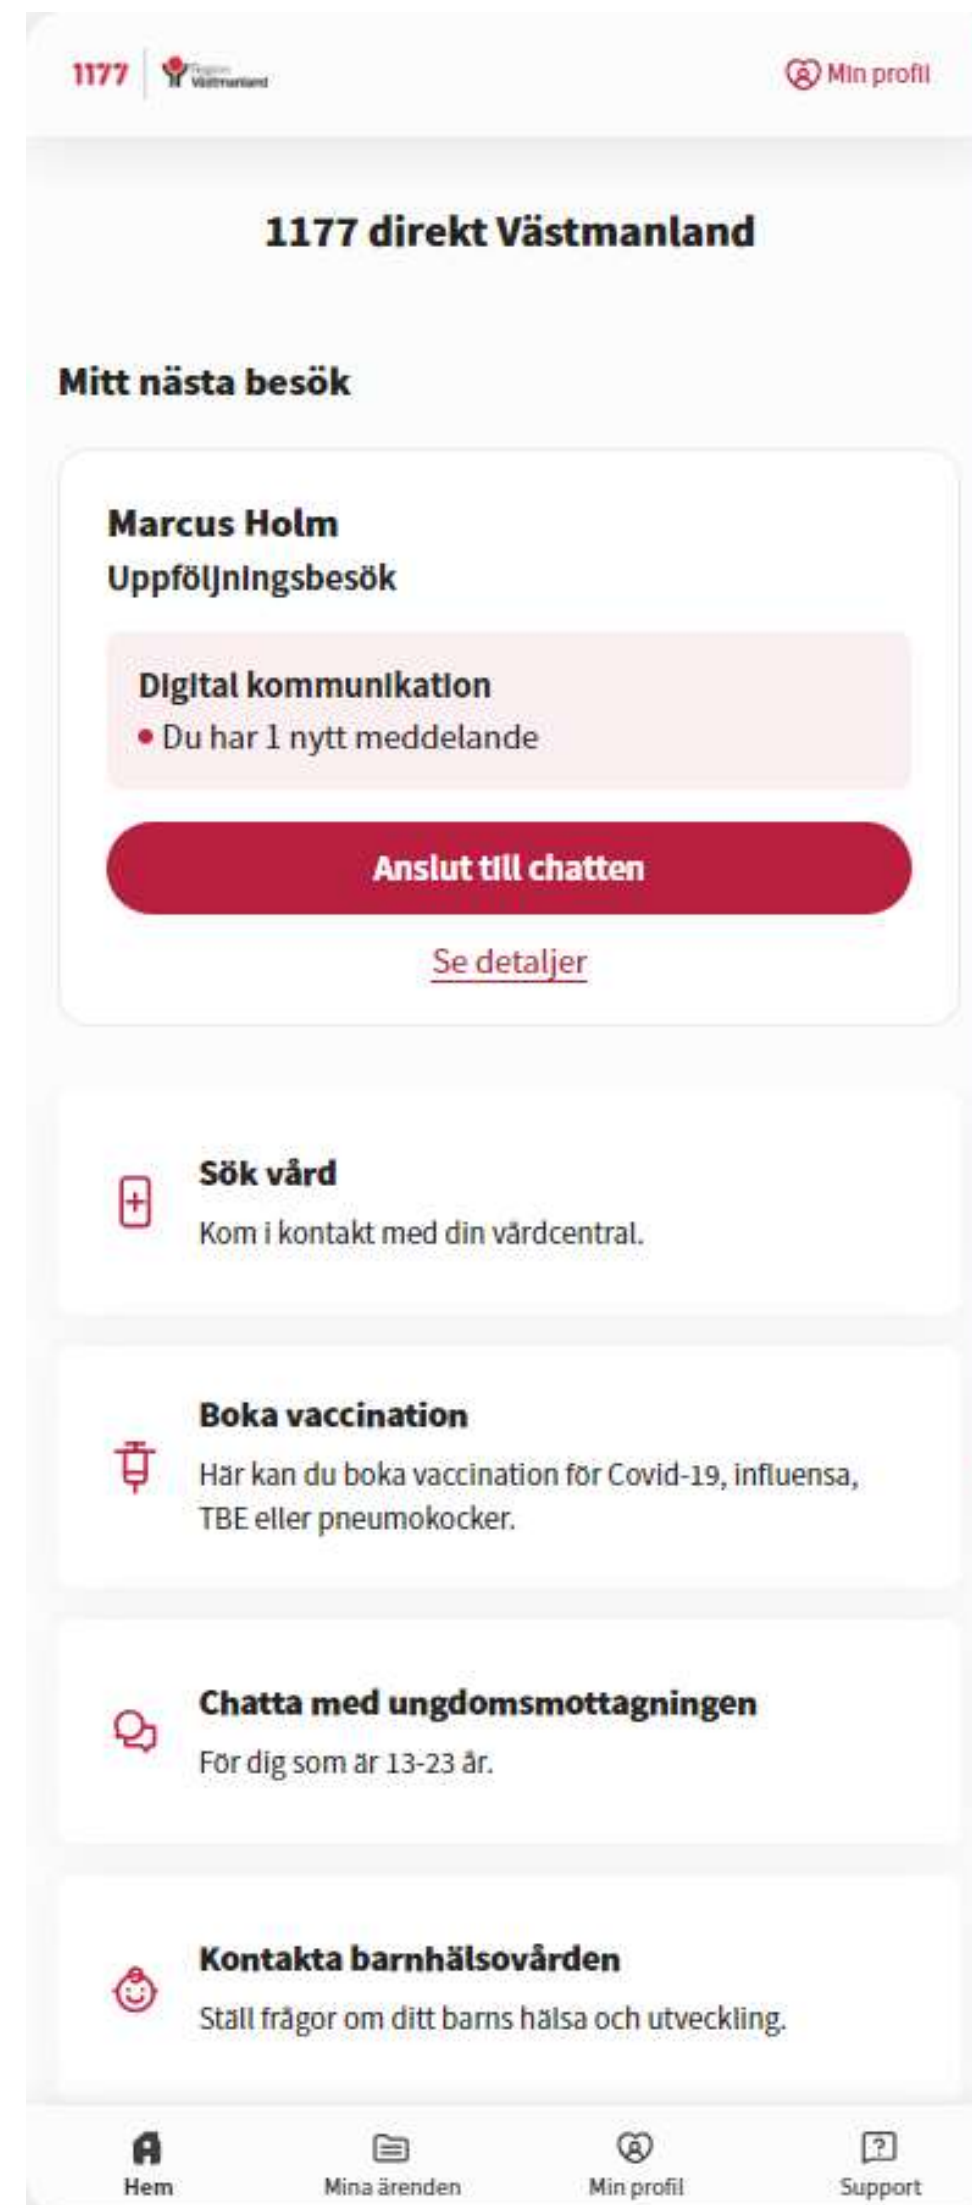 1177 Region
Västmanland
Min profil
1177 direkt Västmanland
Mitt nästa besök
Marcus Holm
Uppföljningsbesök
Digital kommunikation
Du har 1 nytt meddelande
Anslut till chatten
Se detaljer
Sök vård
Kom i kontakt med din vårdcentral.
Boka vaccination
Här kan du boka vaccination för Covid-19, influensa,
TBE eller pneumokocker.
Chatta med ungdomsmottagningen
För dig som är 13-23 år.
Kontakta barnhälsovården
Ställ frågor om ditt barns hälsa och utveckling.
Hem Mina ärenden Min profil Support